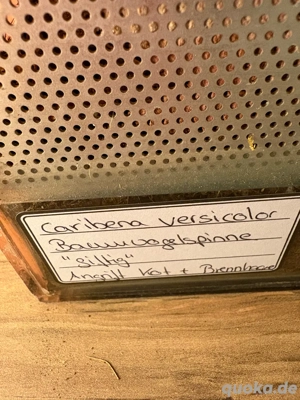 Caribena versicolor
Baumvogelspinne
"giftig"
Angriff Kot + Brennhaare
quoka.de